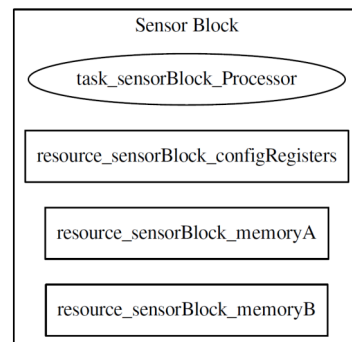 Sensor Block
task_sensorBlock_Processor
resource_sensorBlock_configRegisters
resource_sensorBlock_memoryA
resource_sensorBlock_memoryB